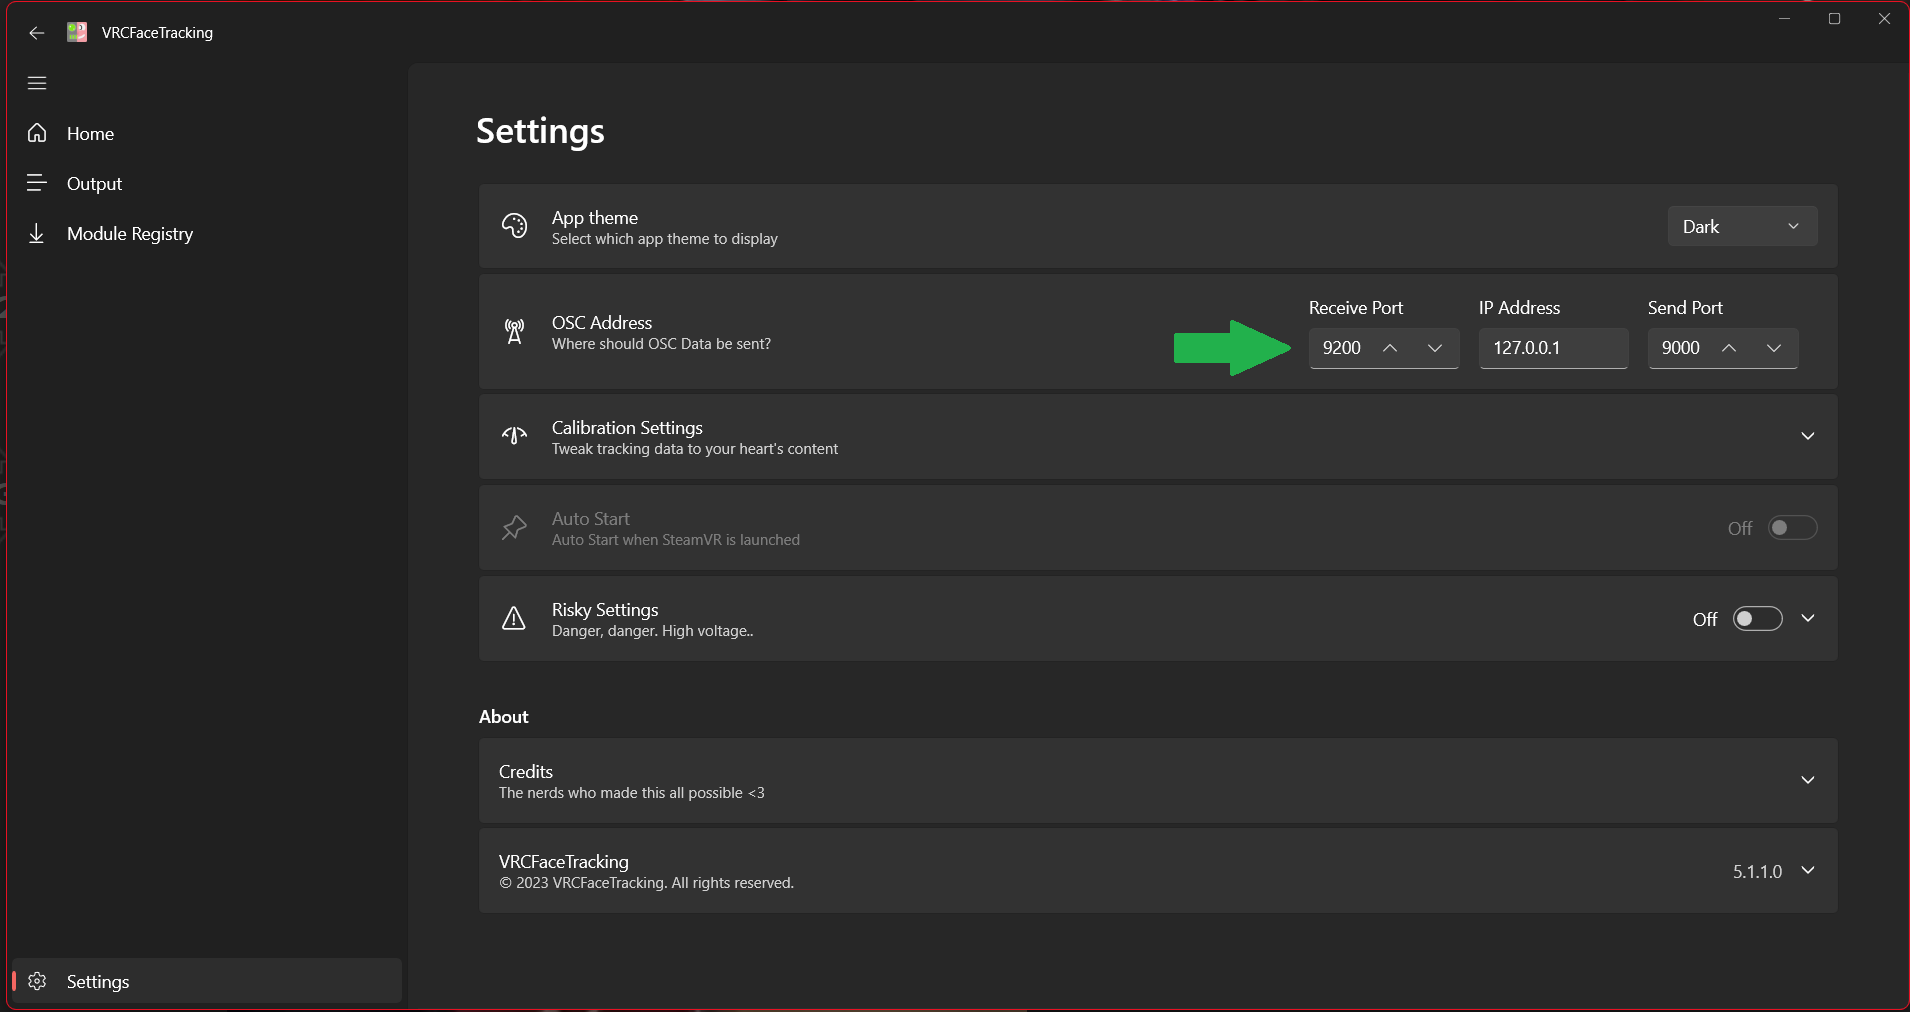 VRCFaceTracking
Home
Output
Module Registry
Settings
Settings
App theme
Select which app theme to display
Dark
OSC Address
Where should OSC Data be sent?
Receive Port
9200
IP Address
127.0.0.1
Send Port
9000
Calibration Settings
Tweak tracking data to your heart's content
Auto Start
Auto Start when SteamVR is launched
Off
Risky Settings
Danger, danger. High voltage..
Off
About
Credits
The nerds who made this all possible <3
VRCFaceTracking
© 2023 VRCFaceTracking. All rights reserved.
5.1.1.0